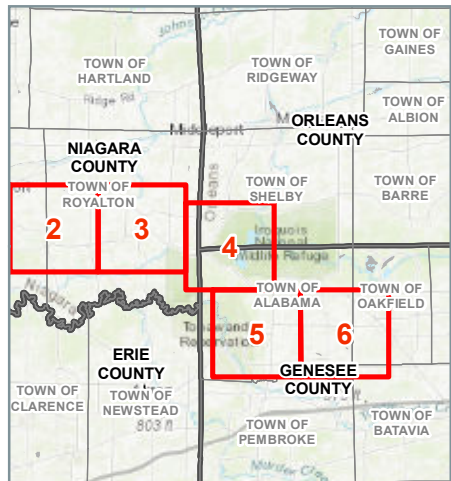 TOWN OF
GAINES
TOWN OF
HARTLAND
TOWN OF
RIDGEWAY
Ridge Rd
TOWN OF
ALBION
Middleport
ORLEANS
COUNTY
NIAGARA
COUNTY
TOWN OF
ROYALTON
Orleans
TOWN OF
SHELBY
TOWN OF
BARRE
2
3
4
Iroquois
National
Wildlife Refuge
Niagara
TOWN OF
ALABAMA
TOWN OF
OAKFIELD
Tonawanda
Reservation
5
6
ERIE
COUNTY
GENESEE
COUNTY
TOWN OF
CLARENCE
TOWN OF
NEWSTEAD
803 ft
TOWN OF
PEMBROKE
TOWN OF
BATAVIA